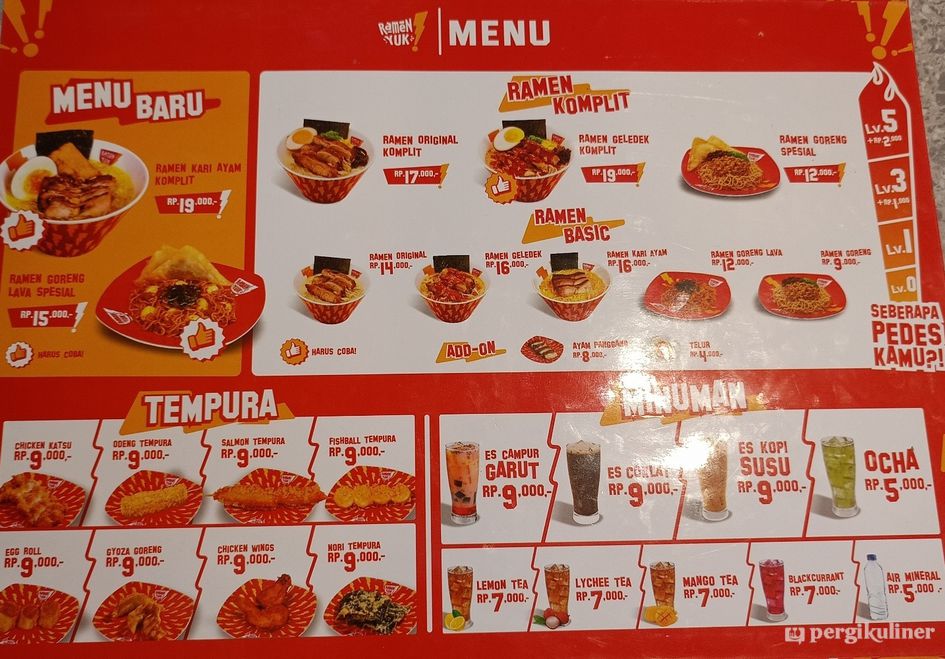 Ramen
YUK!
MENU
MENU
BARU
RAMEN KARI AYAM
KOMPLIT
RP.19.000,-
RAMEN GORENG
LAVA SPESIAL
RP.15.000,-
HARUS COBA!
RAMEN
KOMPLIT
RAMEN ORIGINAL
KOMPLIT
RP.17.000,-
RAMEN GELEDEK
KOMPLIT
RP.19.000,-
RAMEN GORENG
SPESIAL
RP.12.000,-
RAMEN
BASIC
RAMEN ORIGINAL
RP.14.000,-
RAMEN GELEDEK
RP.16.000,-
RAMEN KARI AYAM
RP.16.000,-
RAMEN GORENG LAVA
RP.12.000,-
RAMEN GORENG
RP.9.000,-
HARUS COBA!
ADD-ON
AYAM PANGGANG
RP.8.000,-
TELUR
RP.4.000,-
LV.5
+RP.2.000
LV.3
+RP.1.000
LV.1
LV.0
SEBERAPA
PEDES
KAMU?!
TEMPURA
CHICKEN KATSU
RP.9.000,-
ODENG TEMPURA
RP.9.000,-
SALMON TEMPURA
RP.9.000,-
FISHBALL TEMPURA
RP.9.000,-
EGG ROLL
RP.9.000,-
GYOZA GORENG
RP.9.000,-
CHICKEN WINGS
RP.9.000,-
NORI TEMPURA
RP.9.000,-
MINUMAN
ES CAMPUR
GARUT
RP.9.000,-
ES COKLAT
RP.9.000,-
ES KOPI
SUSU
RP.9.000,-
OCHA
RP.5.000,-
LEMON TEA
RP.7.000,-
LYCHEE TEA
RP.7.000,-
MANGO TEA
RP.7.000,-
BLACKCURRANT
RP.7.000,-
AIR MINERAL
RP.5.000,-
pergikuliner